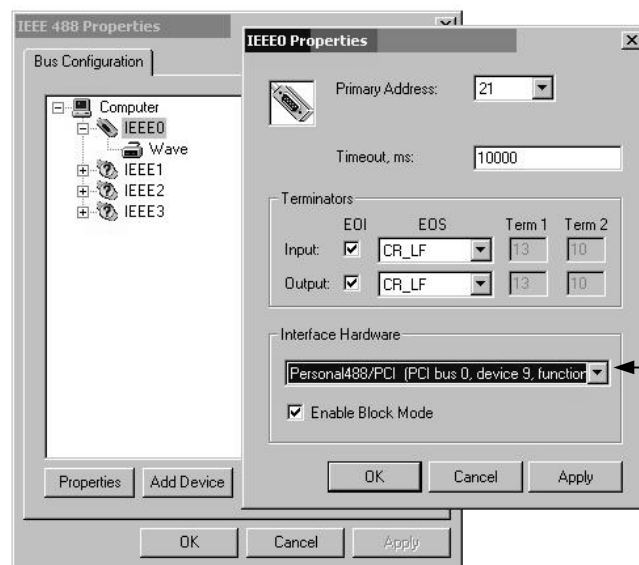 IEEE 488 Properties
Bus Configuration
Computer
IEEE0
Wave
IEEE1
IEEE2
IEEE3
Properties
Add Device
OK
Cancel
Apply
IEEE0 Properties
Primary Address:
21
Timeout, ms:
10000
Terminators
EOI EOS Term 1 Term 2
Input: CR_LF 13 10
Output: CR_LF 13 10
Interface Hardware
Personal488/PCI (PCI bus 0, device 9, function
Enable Block Mode
OK
Cancel
Apply